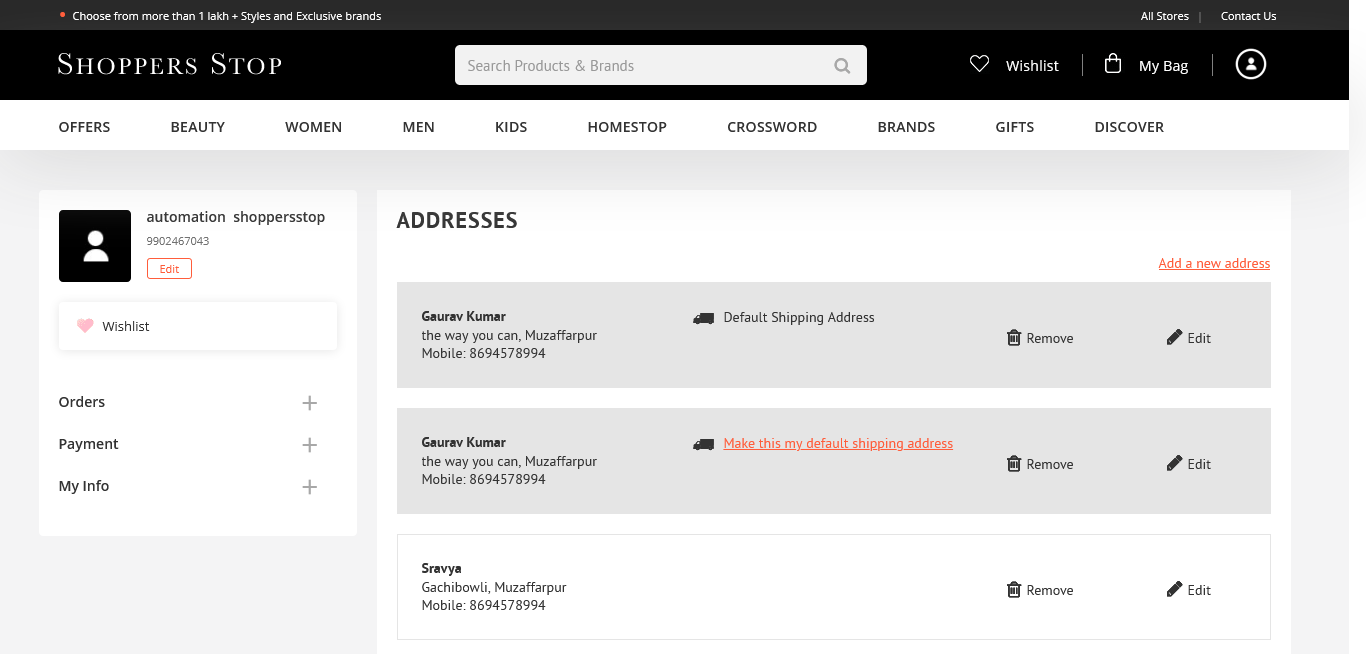 Choose from more than 1 lakh + Styles and Exclusive brands
All Stores | Contact Us
SHOPPERS STOP
Search Products & Brands
Wishlist
My Bag
OFFERS BEAUTY WOMEN MEN KIDS HOMESTOP CROSSWORD BRANDS GIFTS DISCOVER
automation shoppersstop
9902467043
Edit
Wishlist
Orders
Payment
My Info
ADDRESSES
Add a new address
Gaurav Kumar
the way you can, Muzaffarpur
Mobile: 8694578994
Default Shipping Address
Remove
Edit
Gaurav Kumar
the way you can, Muzaffarpur
Mobile: 8694578994
Make this my default shipping address
Remove
Edit
Sravya
Gachibowli, Muzaffarpur
Mobile: 8694578994
Remove
Edit